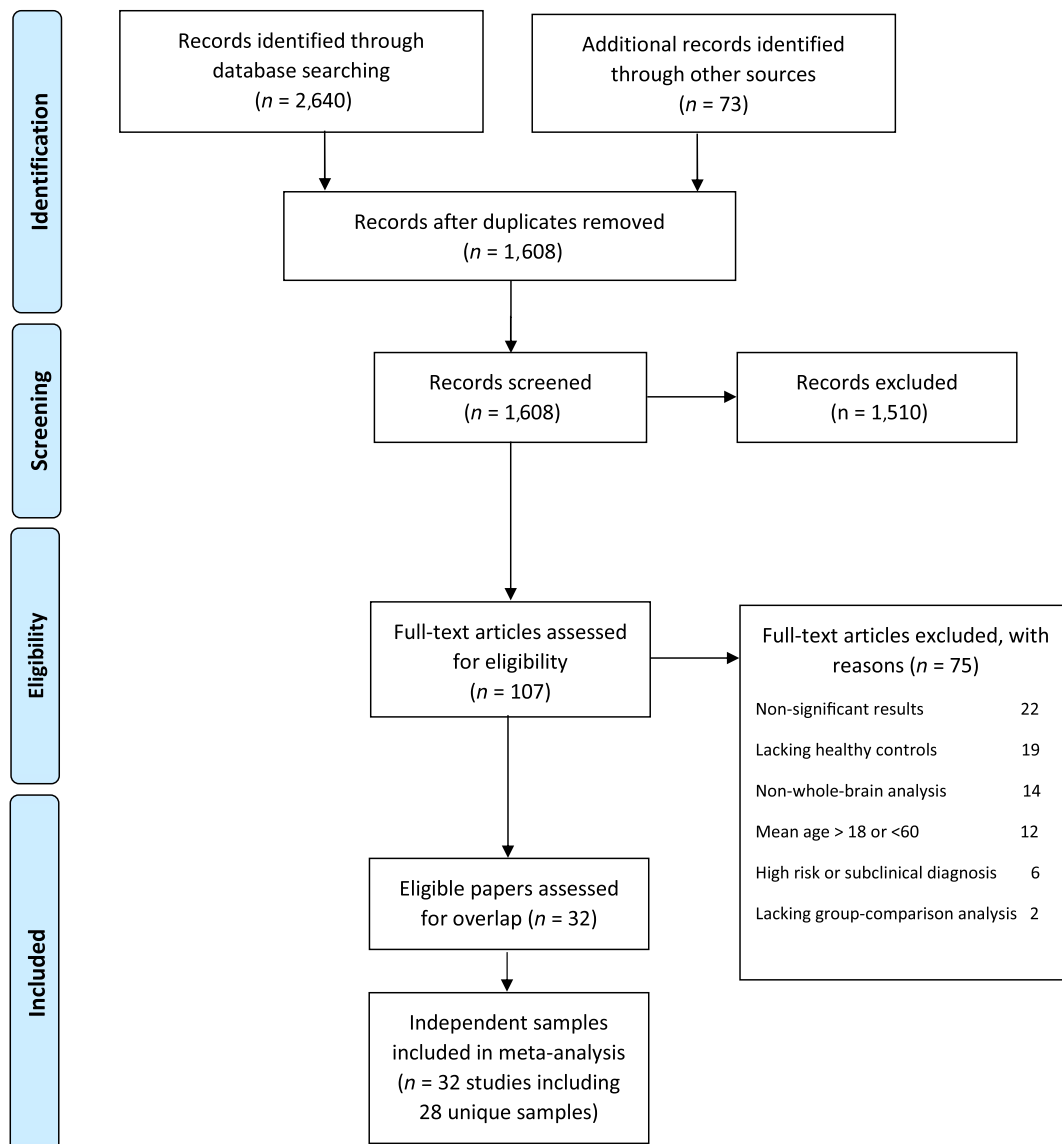 Identification
Records identified through
database searching
(n = 2,640)
Additional records identified
through other sources
(n = 73)
Records after duplicates removed
(n = 1,608)
Screening
Records screened
(n = 1,608)
Records excluded
(n = 1,510)
Eligibility
Full-text articles assessed
for eligibility
(n = 107)
Full-text articles excluded, with
reasons (n = 75)
Non-significant results 22
Lacking healthy controls 19
Non-whole-brain analysis 14
Mean age > 18 or <60 12
High risk or subclinical diagnosis 6
Lacking group-comparison analysis 2
Included
Eligible papers assessed
for overlap (n = 32)
Independent samples
included in meta-analysis
(n = 32 studies including
28 unique samples)